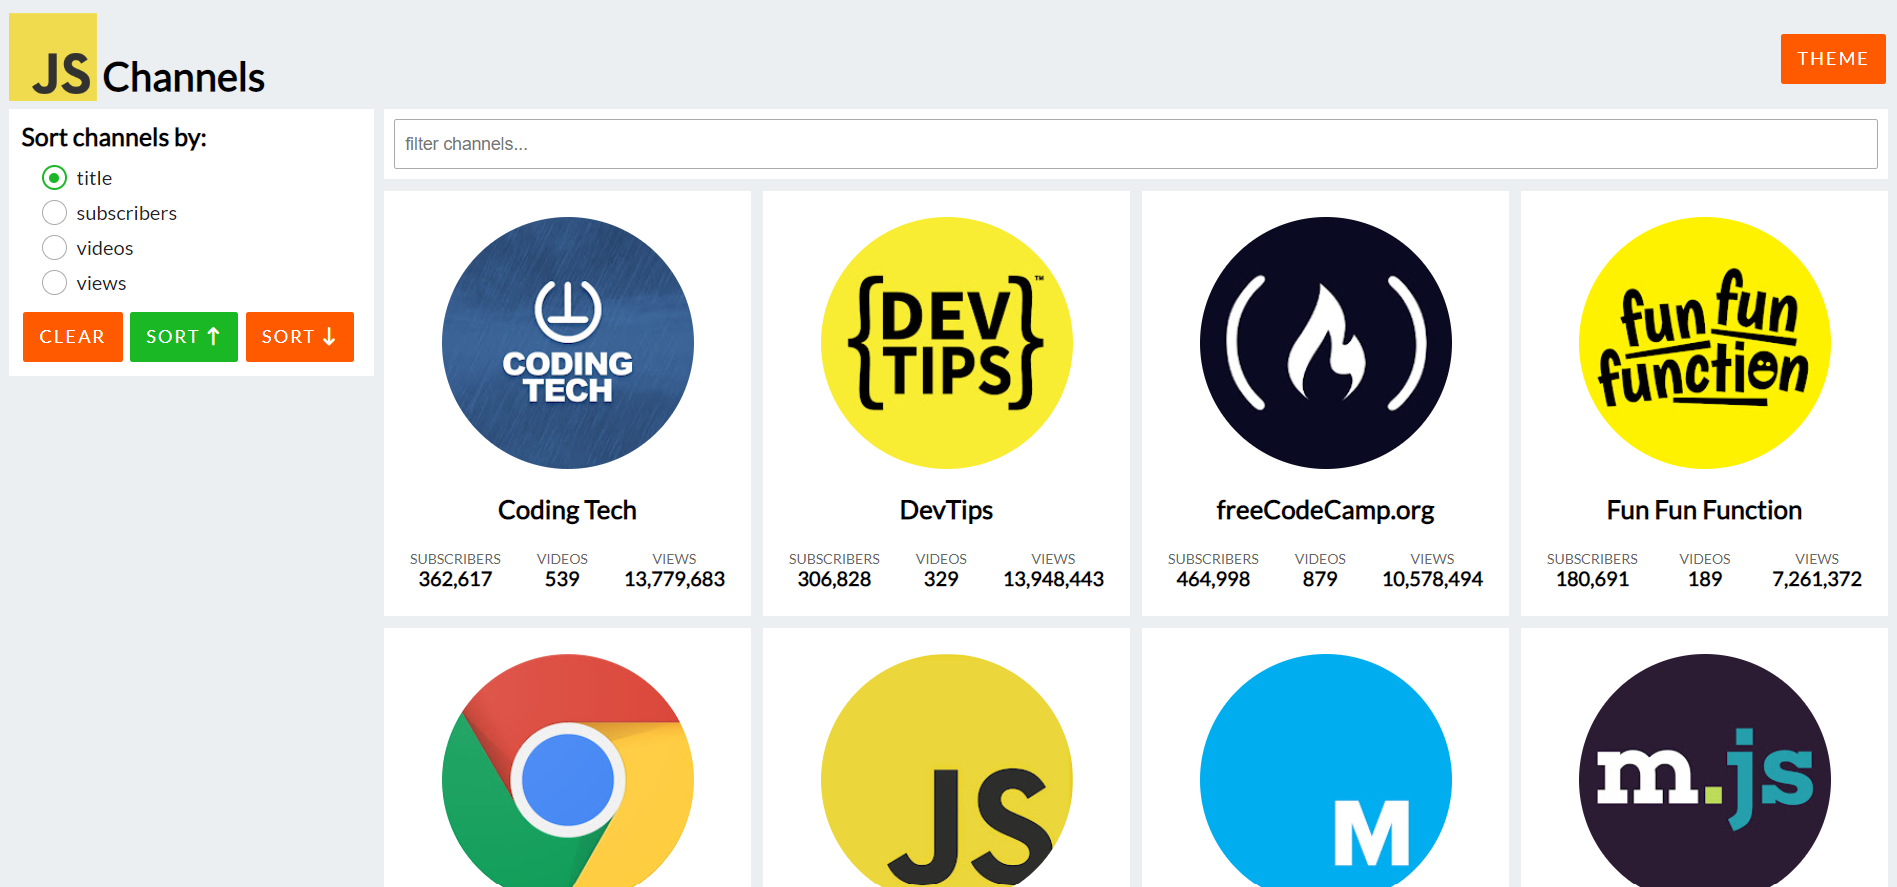 JS Channels
THEME
Sort channels by:
title
subscribers
videos
views
CLEAR
SORT ↑
SORT ↓
filter channels...
CODING
TECH
Coding Tech
SUBSCRIBERS VIDEOS VIEWS
362,617 539 13,779,683
{DEV
TIPS}™
DevTips
SUBSCRIBERS VIDEOS VIEWS
306,828 329 13,948,443
freeCodeCamp.org
SUBSCRIBERS VIDEOS VIEWS
464,998 879 10,578,494
fun fun
function
Fun Fun Function
SUBSCRIBERS VIDEOS VIEWS
180,691 189 7,261,372
JS
M
m.js